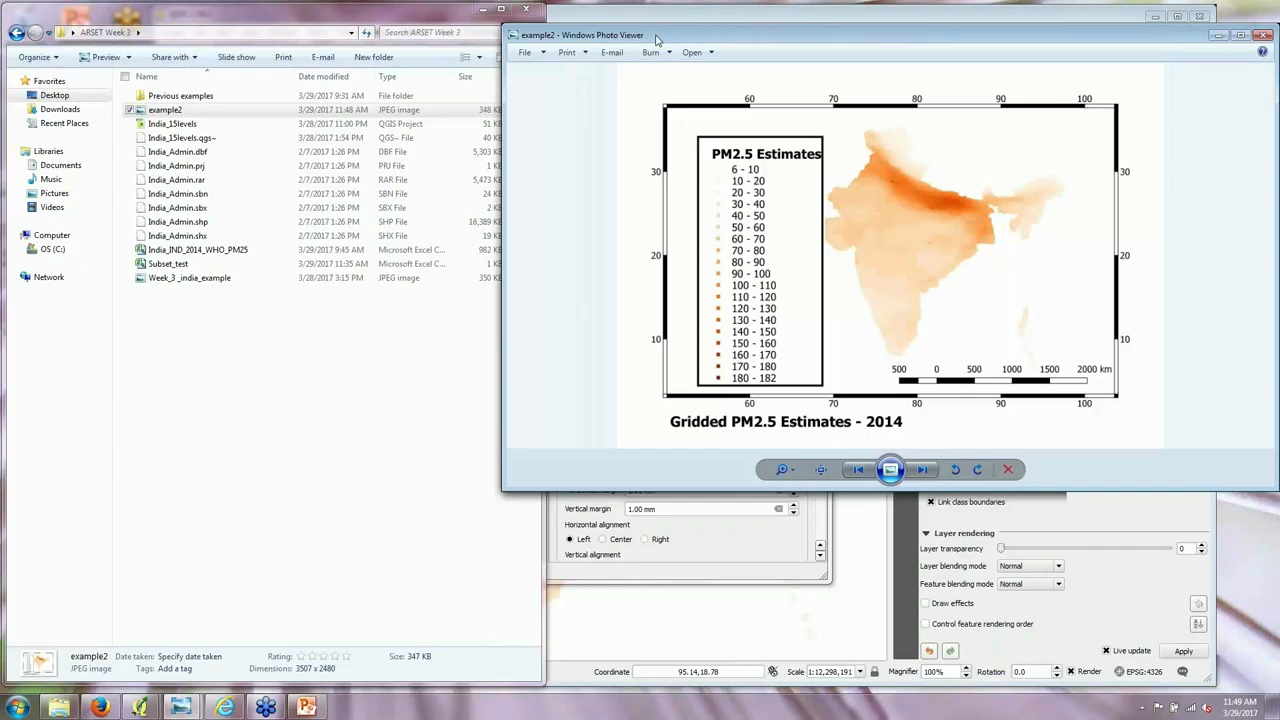 ARSET Week 3
Search ARSET Week 3
Organize
Preview
Share with
Slide show
Print
E-mail
New folder
Name
Date modified
Type
Size
Favorites
Desktop
Downloads
Recent Places
Libraries
Documents
Music
Pictures
Videos
Computer
OS (C:)
Network
Previous examples 3/29/2017 9:31 AM File folder
example2 3/29/2017 11:48 AM JPEG image 348 KB
India_15levels 3/28/2017 11:00 PM QGIS Project 51 K
India_15levels.qgs~ 3/28/2017 1:54 PM QGS~ File 40 K
India_Admin.dbf 2/7/2017 1:26 PM DBF File 5,303 K
India_Admin.prj 2/7/2017 1:26 PM PRJ File 1 K
India_Admin.rar 2/7/2017 1:26 PM RAR File 5,473 K
India_Admin.sbn 2/7/2017 1:26 PM SBN File 24 K
India_Admin.sbx 2/7/2017 1:26 PM SBX File 2 K
India_Admin.shp 2/7/2017 1:26 PM SHP File 16,389 K
India_Admin.shx 2/7/2017 1:26 PM SHX File 19 K
India_IND_2014_WHO_PM25 3/29/2017 9:45 AM Microsoft Excel C... 982 K
Subset_test 3/29/2017 11:35 AM Microsoft Excel C... 2 K
Week_3 _india_example 3/28/2017 3:15 PM JPEG image 350 K
example2 Date taken: Specify date taken Rating: Size: 347 KB
JPEG image Tags: Add a tag Dimensions: 3507 x 2480
example2 - Windows Photo Viewer
File Print E-mail Burn Open
60 70 80 90 100
PM2.5 Estimates
6 - 10
10 - 20
20 - 30
30 - 40
40 - 50
50 - 60
60 - 70
70 - 80
80 - 90
90 - 100
100 - 110
110 - 120
120 - 130
130 - 140
140 - 150
150 - 160
160 - 170
170 - 180
180 - 182
30 30
20 20
10 10
500 0 500 1000 1500 2000 km
60 70 80 90 100
Gridded PM2.5 Estimates - 2014
Vertical margin 1.00 mm
Horizontal alignment
Left Center Right
Vertical alignment
Link class boundaries
Layer rendering
Layer transparency 0
Layer blending mode Normal
Feature blending mode Normal
Draw effects
Control feature rendering order
Live update Apply
Coordinate 95.14,18.78 Scale 1:12,298,191 Magnifier 100% Rotation 0.0 Render EPSG:4326
11:49 AM
3/29/2017